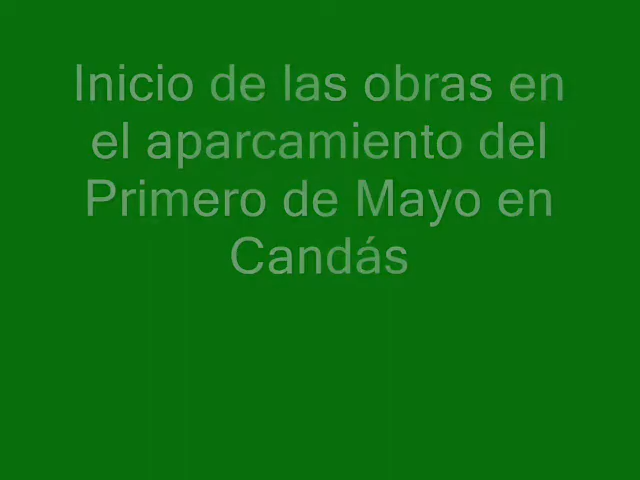 Inicio de las obras en
el aparcamiento del
Primero de Mayo en
Candás